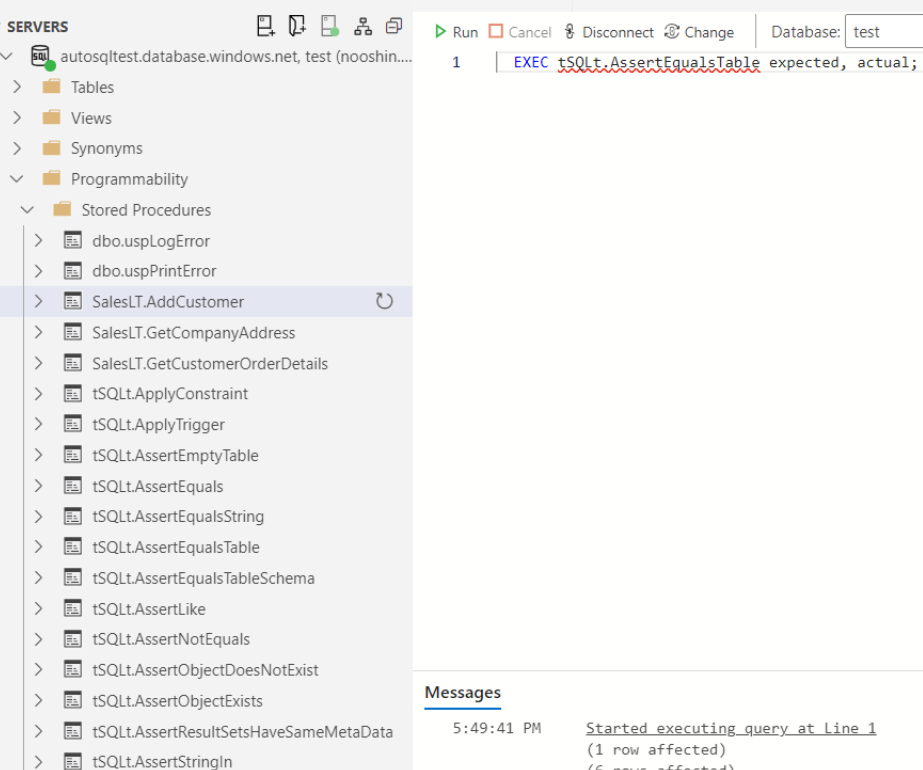 SERVERS
autosqltest.database.windows.net, test (nooshin....
Tables
Views
Synonyms
Programmability
Stored Procedures
dbo.uspLogError
dbo.uspPrintError
SalesLT.AddCustomer
SalesLT.GetCompanyAddress
SalesLT.GetCustomerOrderDetails
tSQLt.ApplyConstraint
tSQLt.ApplyTrigger
tSQLt.AssertEmptyTable
tSQLt.AssertEquals
tSQLt.AssertEqualsString
tSQLt.AssertEqualsTable
tSQLt.AssertEqualsTableSchema
tSQLt.AssertLike
tSQLt.AssertNotEquals
tSQLt.AssertObjectDoesNotExist
tSQLt.AssertObjectExists
tSQLt.AssertResultSetsHaveSameMetaData
tSQLt.AssertStringIn
Run Cancel Disconnect Change Database: test
1 EXEC tSQLt.AssertEqualsTable expected, actual;
Messages
5:49:41 PM Started executing query at Line 1
(1 row affected)
(6 rows affected)